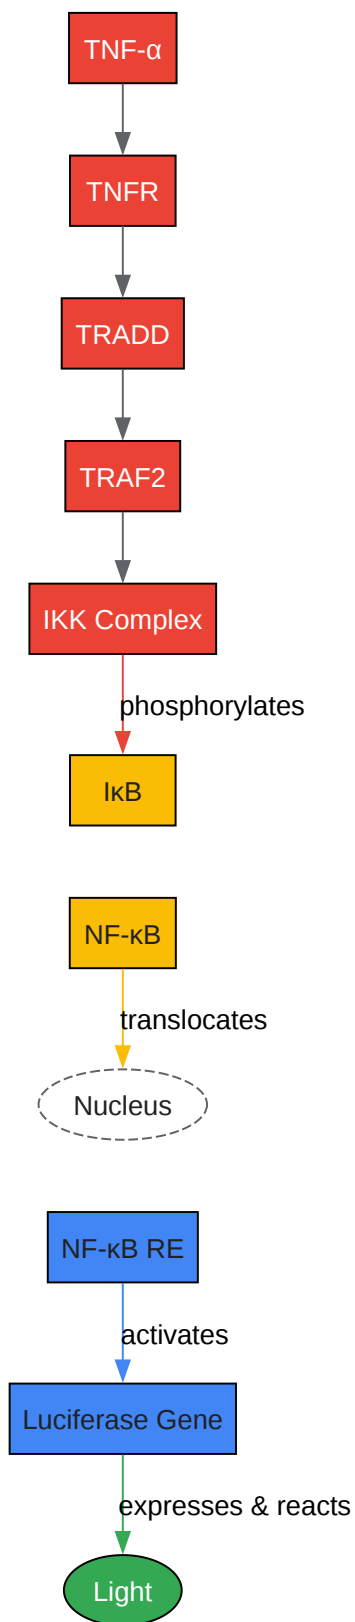 TNF-α
TNFR
TRADD
TRAF2
IKK Complex
phosphorylates
IκB
NF-κB
translocates
Nucleus
NF-κB RE
activates
Luciferase Gene
expresses & reacts
Light